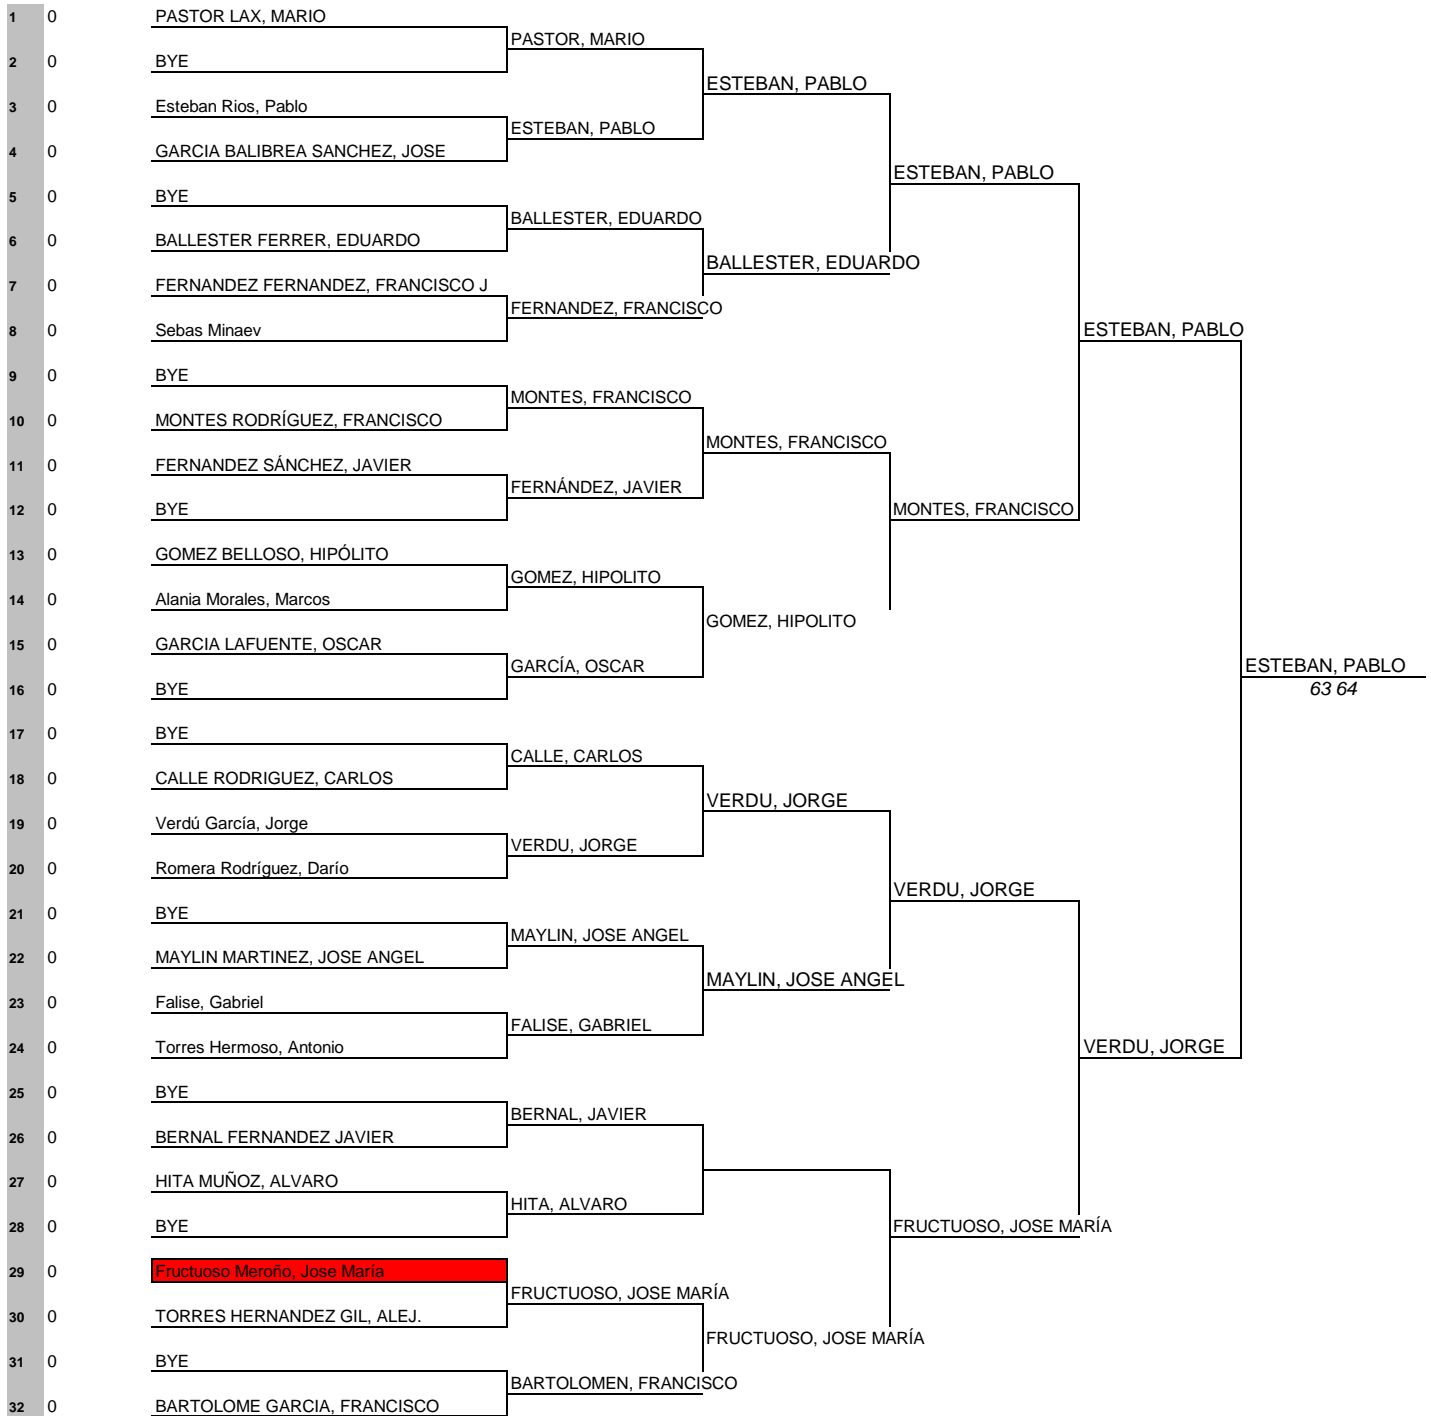 1 0 PASTOR LAX, MARIO
PASTOR, MARIO
2 0 BYE
ESTEBAN, PABLO
3 0 Esteban Rios, Pablo
ESTEBAN, PABLO
4 0 GARCIA BALIBREA SANCHEZ, JOSE
ESTEBAN, PABLO
5 0 BYE
BALLESTER, EDUARDO
6 0 BALLESTER FERRER, EDUARDO
BALLESTER, EDUARDO
7 0 FERNANDEZ FERNANDEZ, FRANCISCO J
FERNANDEZ, FRANCISCO
8 0 Sebas Minaev
ESTEBAN, PABLO
9 0 BYE
MONTES, FRANCISCO
10 0 MONTES RODRÍGUEZ, FRANCISCO
MONTES, FRANCISCO
11 0 FERNANDEZ SÁNCHEZ, JAVIER
FERNÁNDEZ, JAVIER
12 0 BYE
MONTES, FRANCISCO
13 0 GOMEZ BELLOSO, HIPÓLITO
GOMEZ, HIPOLITO
14 0 Alania Morales, Marcos
GOMEZ, HIPOLITO
15 0 GARCIA LAFUENTE, OSCAR
GARCÍA, OSCAR
ESTEBAN, PABLO
16 0 BYE
63 64
17 0 BYE
CALLE, CARLOS
18 0 CALLE RODRIGUEZ, CARLOS
VERDU, JORGE
19 0 Verdú García, Jorge
VERDU, JORGE
20 0 Romera Rodríguez, Darío
VERDU, JORGE
21 0 BYE
MAYLIN, JOSE ANGEL
22 0 MAYLIN MARTINEZ, JOSE ANGEL
MAYLIN, JOSE ANGEL
23 0 Falise, Gabriel
FALISE, GABRIEL
24 0 Torres Hermoso, Antonio
VERDU, JORGE
25 0 BYE
BERNAL, JAVIER
26 0 BERNAL FERNANDEZ JAVIER
27 0 HITA MUÑOZ, ALVARO
HITA, ALVARO
28 0 BYE
FRUCTUOSO, JOSE MARÍA
29 0 Fructuoso Meroño, Jose María
FRUCTUOSO, JOSE MARÍA
30 0 TORRES HERNANDEZ GIL, ALEJ.
FRUCTUOSO, JOSE MARÍA
31 0 BYE
BARTOLOMEN, FRANCISCO
32 0 BARTOLOME GARCIA, FRANCISCO